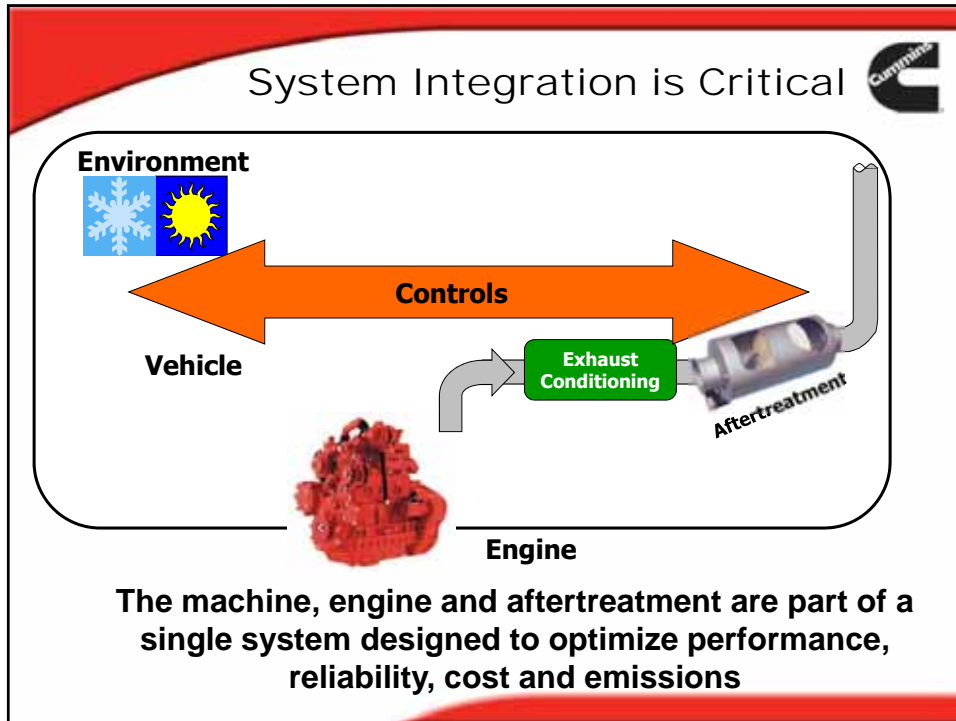 System Integration is Critical
Cummins
Environment
Controls
Vehicle
Exhaust
Conditioning
Aftertreatment
Engine
The machine, engine and aftertreatment are part of a
single system designed to optimize performance,
reliability, cost and emissions